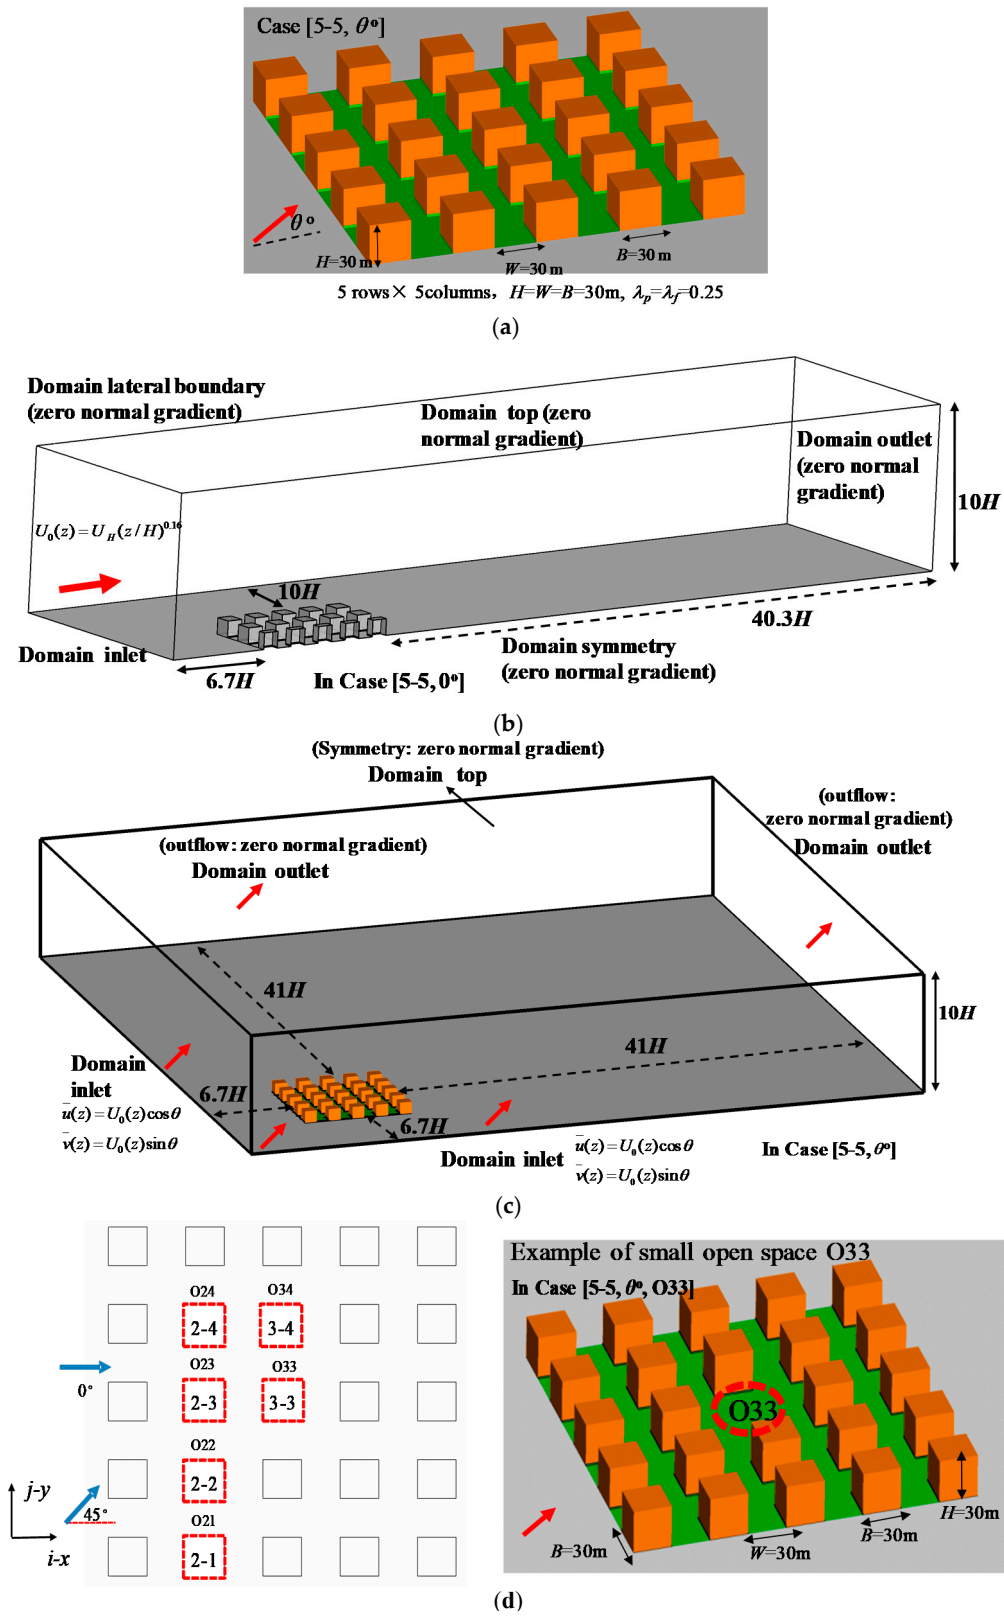 Case [5-5, θ°]
θ°
H=30 m
W=30 m
B=30 m
5 rows× 5columns, H=W=B=30m, λp=λf=0.25
(a)
Domain lateral boundary
(zero normal gradient)
Domain top (zero
normal gradient)
Domain outlet
(zero normal
gradient)
10H
U0(z)=UH(z/H)^0.16
10H
40.3H
Domain inlet
6.7H
In Case [5-5, 0°]
Domain symmetry
(zero normal gradient)
(b)
(Symmetry: zero normal gradient)
Domain top
(outflow:
zero normal gradient)
Domain outlet
(outflow: zero normal gradient)
Domain outlet
41H
41H
10H
Domain
inlet
u̅(z)=U0(z)cosθ
v̅(z)=U0(z)sinθ
6.7H
6.7H
Domain inlet
u̅(z)=U0(z)cosθ
v̅(z)=U0(z)sinθ
In Case [5-5, θ°]
(c)
O24
O34
2-4
3-4
O23
O33
2-3
3-3
0°
O22
2-2
j-y
45°
i-x
O21
2-1
Example of small open space O33
In Case [5-5, θ°, O33]
O33
B=30m
W=30m
B=30m
H=30m
(d)